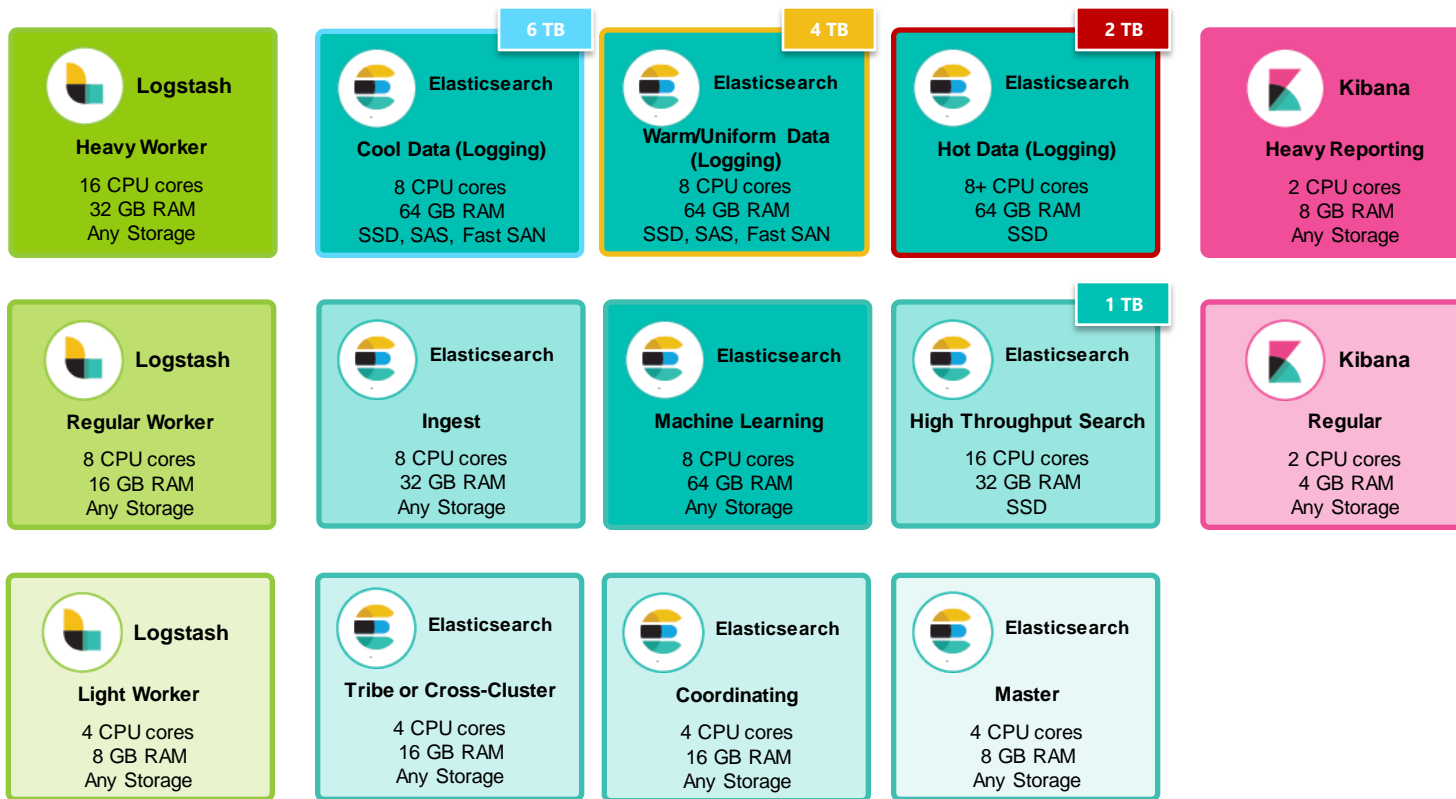 Logstash
Heavy Worker
16 CPU cores
32 GB RAM
Any Storage
6 TB
Elasticsearch
Cool Data (Logging)
8 CPU cores
64 GB RAM
SSD, SAS, Fast SAN
4 TB
Elasticsearch
Warm/Uniform Data
(Logging)
8 CPU cores
64 GB RAM
SSD, SAS, Fast SAN
2 TB
Elasticsearch
Hot Data (Logging)
8+ CPU cores
64 GB RAM
SSD
Kibana
Heavy Reporting
2 CPU cores
8 GB RAM
Any Storage
Logstash
Regular Worker
8 CPU cores
16 GB RAM
Any Storage
Elasticsearch
Ingest
8 CPU cores
32 GB RAM
Any Storage
Elasticsearch
Machine Learning
8 CPU cores
64 GB RAM
Any Storage
1 TB
Elasticsearch
High Throughput Search
16 CPU cores
32 GB RAM
SSD
Kibana
Regular
2 CPU cores
4 GB RAM
Any Storage
Logstash
Light Worker
4 CPU cores
8 GB RAM
Any Storage
Elasticsearch
Tribe or Cross-Cluster
4 CPU cores
16 GB RAM
Any Storage
Elasticsearch
Coordinating
4 CPU cores
16 GB RAM
Any Storage
Elasticsearch
Master
4 CPU cores
8 GB RAM
Any Storage